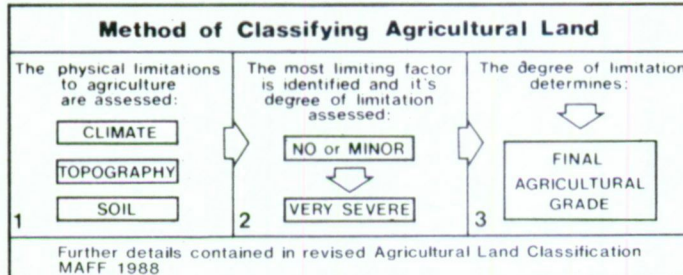 Method of Classifying Agricultural Land
The physical limitations
to agriculture
are assessed:
CLIMATE
TOPOGRAPHY
SOIL
1
The most limiting factor
is identified and it's
degree of limitation
assessed:
NO or MINOR
VERY SEVERE
2
The degree of limitation
determines:
FINAL
AGRICULTURAL
GRADE
3
Further details contained in revised Agricultural Land Classification
MAFF 1988